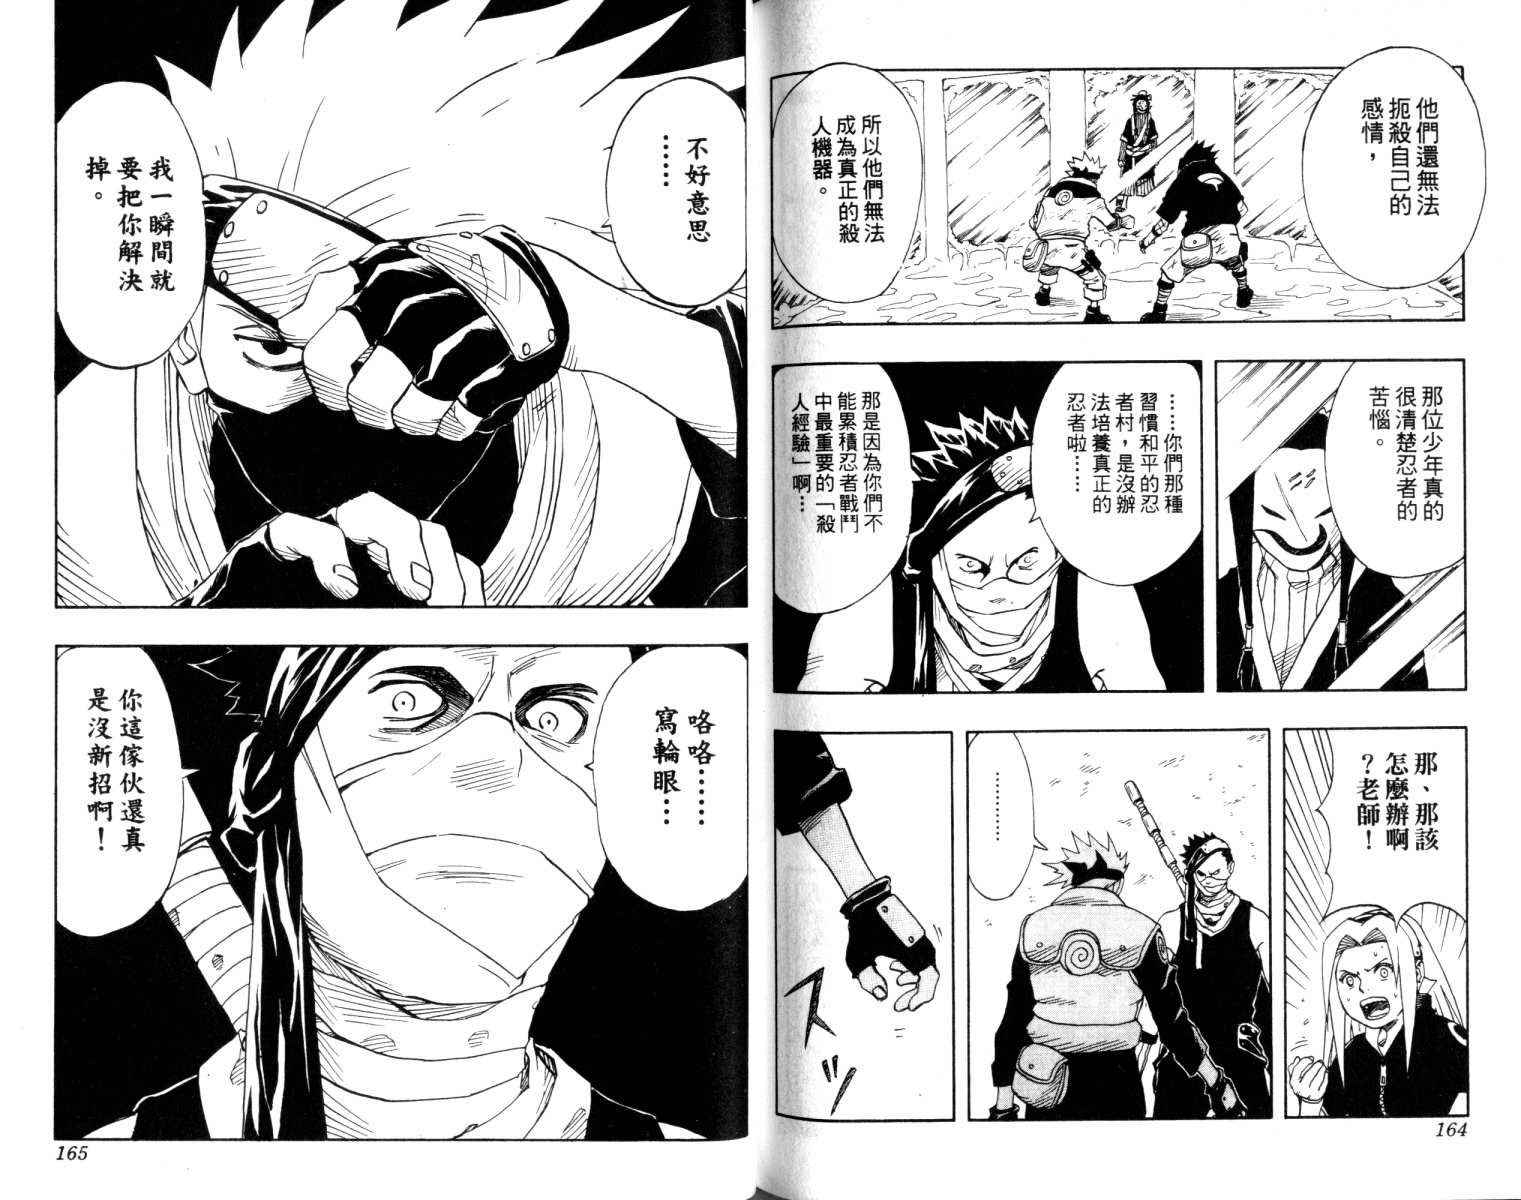 他們還無法
扼殺自己的
感情，
所以他們無法
成為真正的殺
人機器。
那位少年真的
很清楚忍者的
苦惱。
……你們那種
習慣和平的忍
者村，是沒辦
法培養真正的
忍者啦……
那是因為你們不
能累積忍者戰鬥
中最重要的「殺
人經驗」啊…
那、那該
怎麼辦啊
？老師！
…………
ズ
164
不好意思
……
我一瞬間就
要把你解決
掉。
咯咯……
寫輪眼…
你這傢伙還真
是沒新招啊！
165